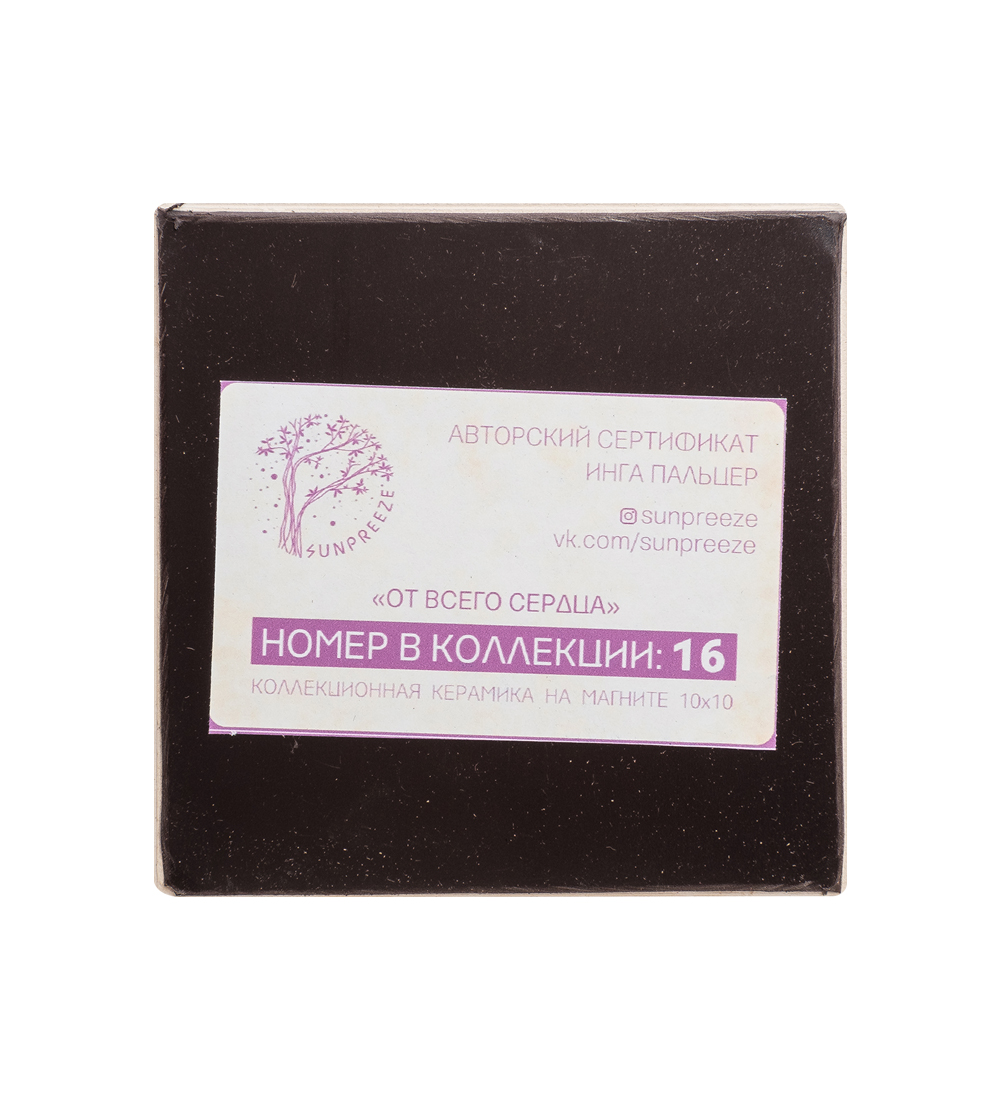 SUNPREEZE
АВТОРСКИЙ СЕРТИФИКАТ
ИНГА ПАЛЬЦЕР
sunpreeze
vk.com/sunpreeze
«ОТ ВСЕГО СЕРДЦА»
НОМЕР В КОЛЛЕКЦИИ: 16
КОЛЛЕКЦИОННАЯ КЕРАМИКА НА МАГНИТЕ 10x10